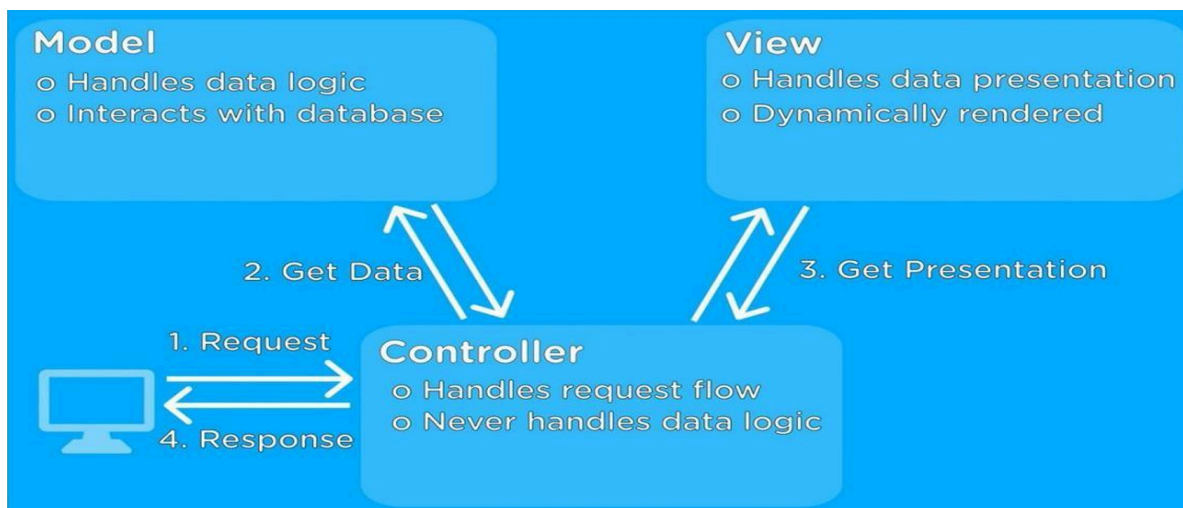 Model
o Handles data logic
o Interacts with database
View
o Handles data presentation
o Dynamically rendered
2. Get Data
3. Get Presentation
1. Request
4. Response
Controller
o Handles request flow
o Never handles data logic